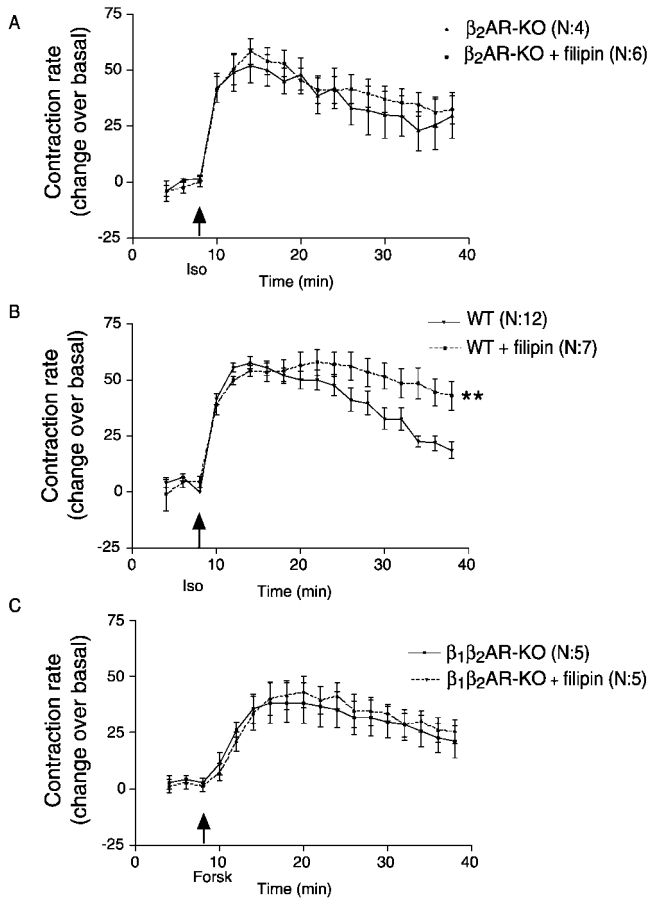 A
β₂AR-KO (N:4)
β₂AR-KO + filipin (N:6)
Contraction rate
(change over basal)
75
50
25
0
-25
0
10
20
30
40
Iso
Time (min)
B
WT (N:12)
WT + filipin (N:7)
Contraction rate
(change over basal)
75
50
25
0
-25
**
0
10
20
30
40
Iso
Time (min)
C
β₁β₂AR-KO (N:5)
β₁β₂AR-KO + filipin (N:5)
Contraction rate
(change over basal)
75
50
25
0
-25
0
10
20
30
40
Forsk
Time (min)